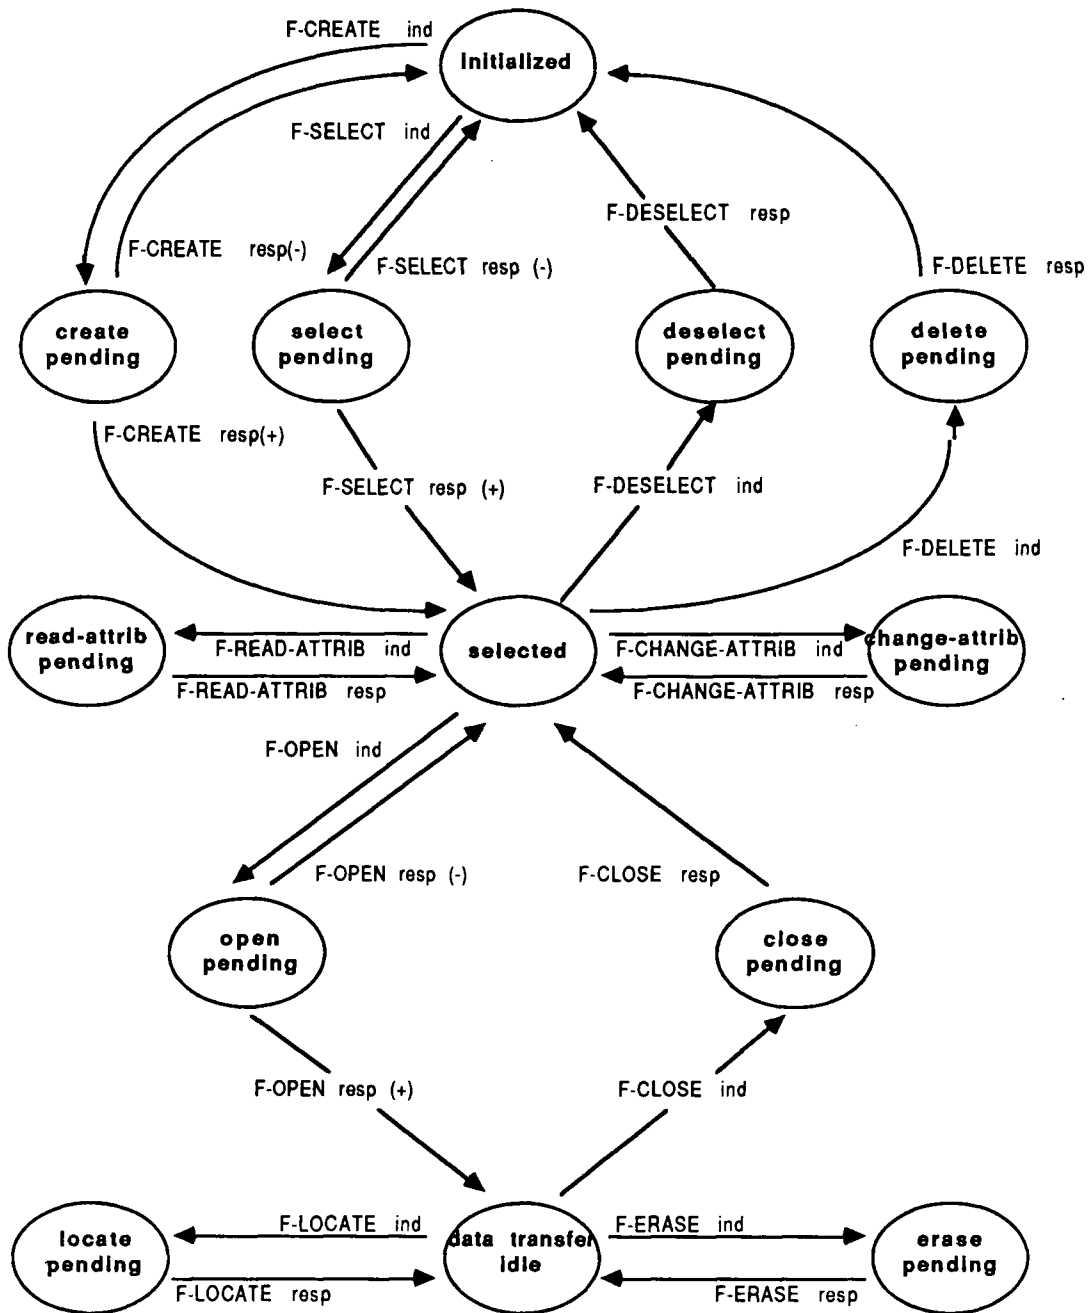 F-CREATE ind
initialized
F-SELECT ind
F-DESELECT resp
F-CREATE resp(-)
F-SELECT resp (-)
F-DELETE resp
create
pending
select
pending
deselect
pending
delete
pending
F-CREATE resp(+)
F-SELECT resp (+)
F-DESELECT ind
F-DELETE ind
read-attrib
pending
F-READ-ATTRIB ind
F-READ-ATTRIB resp
selected
F-CHANGE-ATTRIB ind
F-CHANGE-ATTRIB resp
change-attrib
pending
F-OPEN ind
F-OPEN resp (-)
F-CLOSE resp
open
pending
close
pending
F-OPEN resp (+)
F-CLOSE ind
locate
pending
F-LOCATE ind
F-LOCATE resp
data transfer
idle
F-ERASE ind
F-ERASE resp
erase
pending